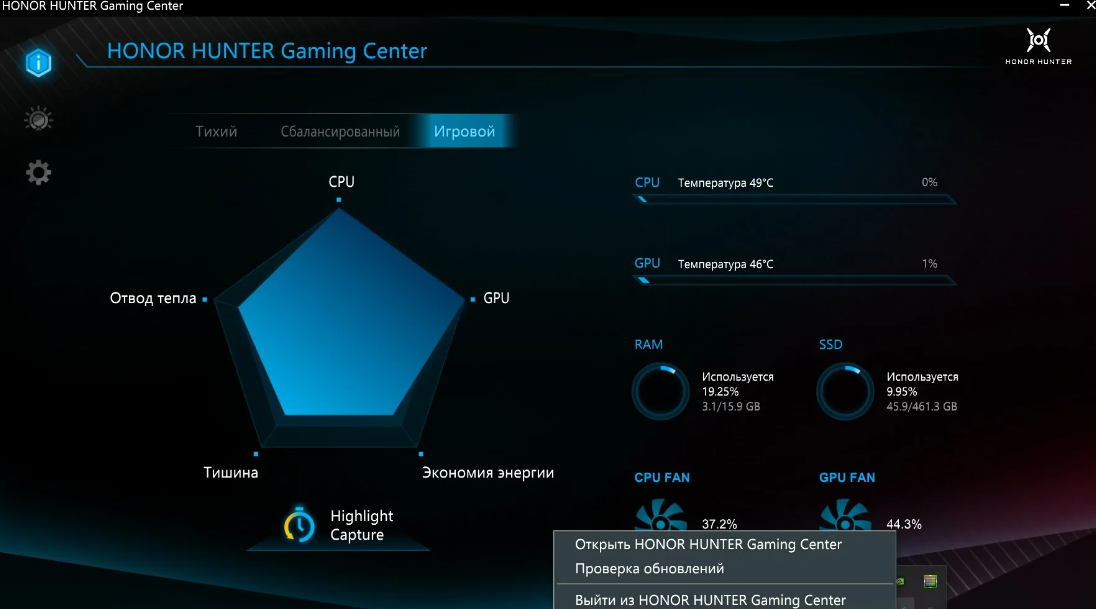 HONOR HUNTER Gaming Center
HONOR HUNTER Gaming Center
HONOR HUNTER
Тихий
Сбалансированный
Игровой
CPU
GPU
Отвод тепла
Тишина
Экономия энергии
Highlight
Capture
CPU Температура 49°C 0%
GPU Температура 46°C 1%
RAM
Используется
19.25%
3.1/15.9 GB
SSD
Используется
9.95%
45.9/461.3 GB
CPU FAN
37.2%
GPU FAN
44.3%
Открыть HONOR HUNTER Gaming Center
Проверка обновлений
Выйти из HONOR HUNTER Gaming Center